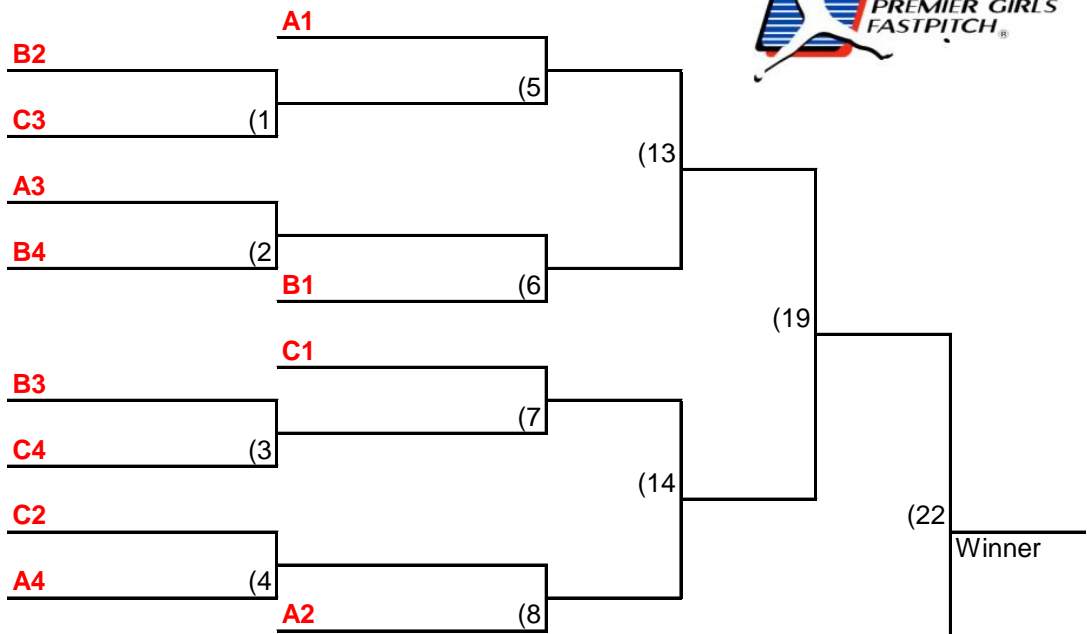 PREMIER GIRLS
FASTPITCH®
A1
B2
(5
C3
(1
(13
A3
B4
(2
B1
(6
(19
C1
B3
(7
C4
(3
(14
C2
(22
Winner
A4
(4
A2
(8